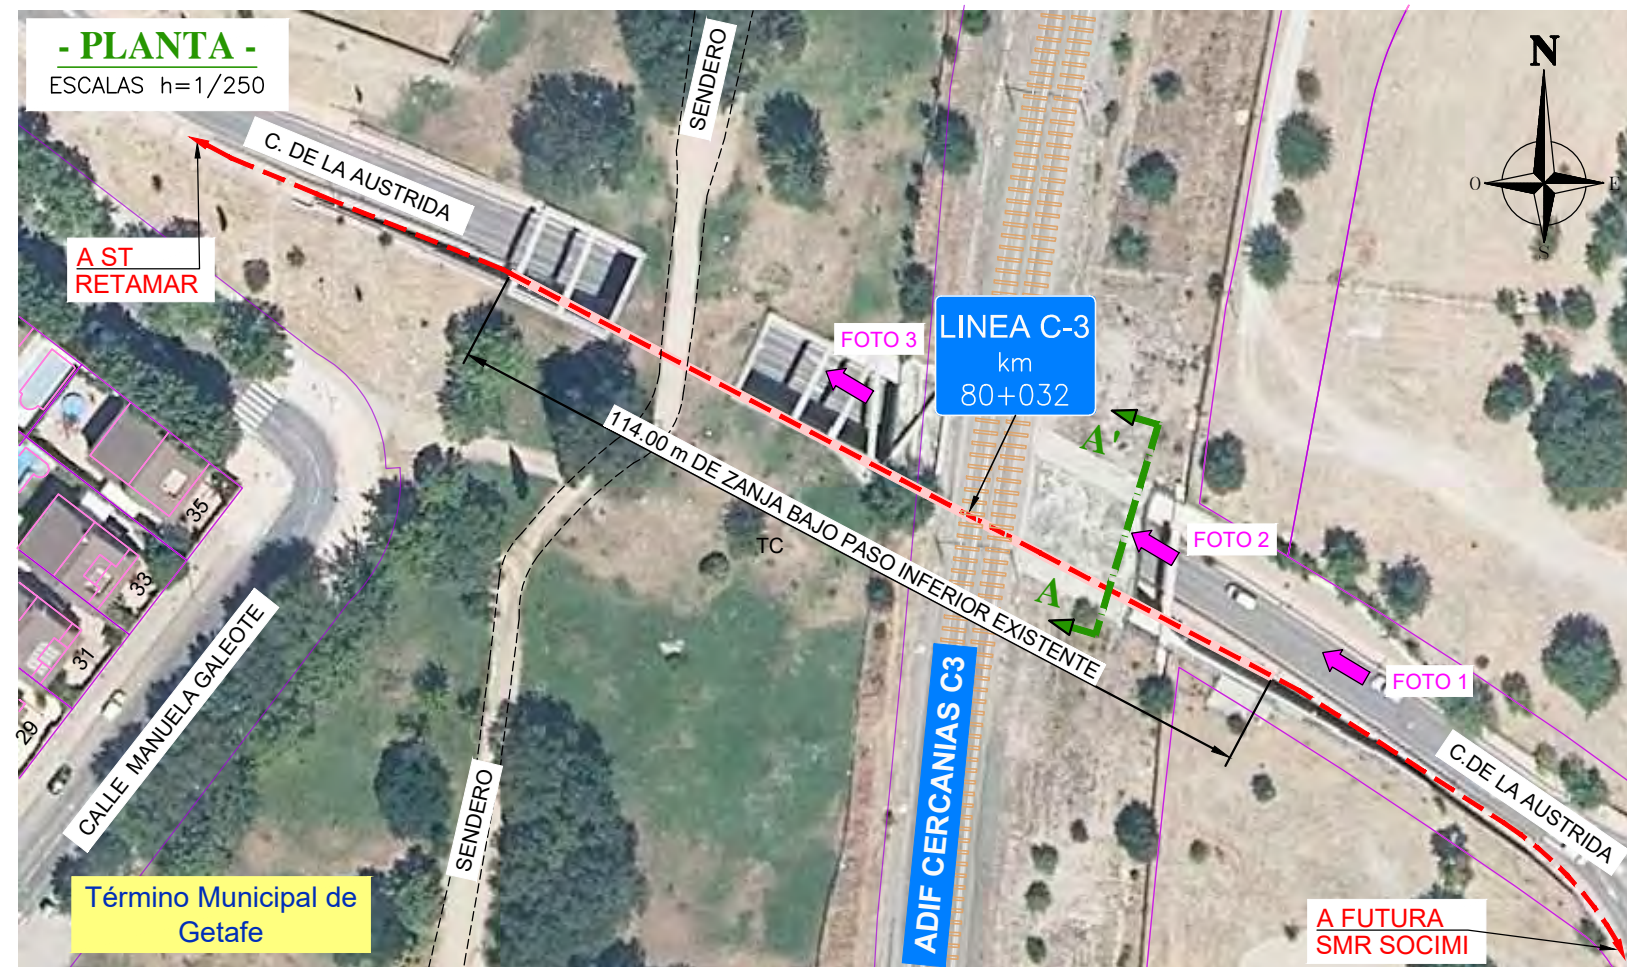 - PLANTA -
ESCALAS h=1/250
SENDERO
N
O
E
S
C. DE LA AUSTRIDA
A ST
RETAMAR
FOTO 3
LINEA C-3
km
80+032
A'
114.00 m DE ZANJA BAJO PASO INFERIOR EXISTENTE
TC
FOTO 2
A
35
33
31
29
CALLE MANUELA GALEOTE
FOTO 1
SENDERO
ADIF CERCANIAS C3
C.DE LA AUSTRIDA
Término Municipal de
Getafe
A FUTURA
SMR SOCIMI